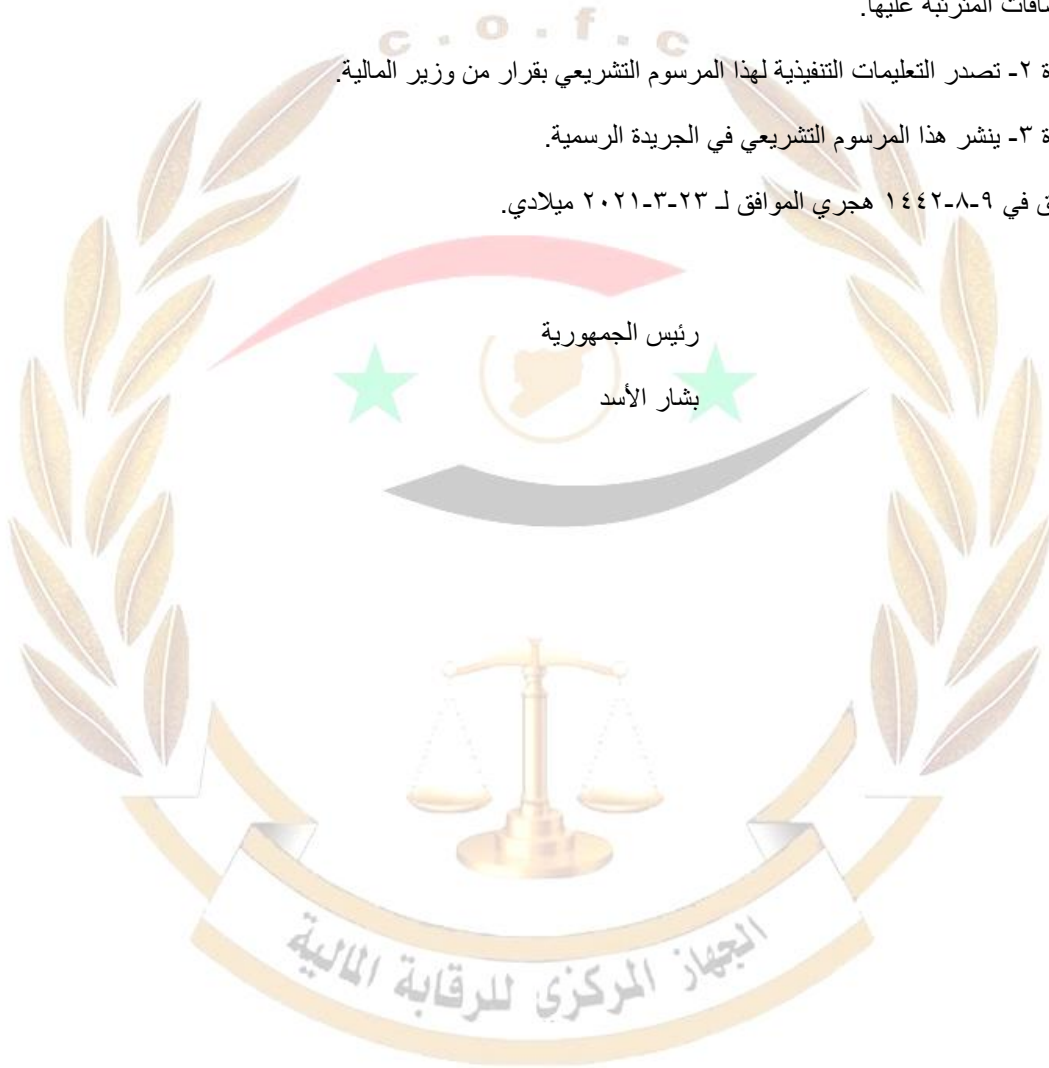 c.o.f.c
المترتبة عليها.
٢- تصدر التعليمات التنفيذية لهذا المرسوم التشريعي بقرار من وزير المالية.
٣- ينشر هذا المرسوم التشريعي في الجريدة الرسمية.
في ٩-٨-١٤٤٢ هجري الموافق لـ ٢٣-٣-٢٠٢١ ميلادي.
رئيس الجمهورية
بشار الأسد
الجهاز المركزي للرقابة المالية